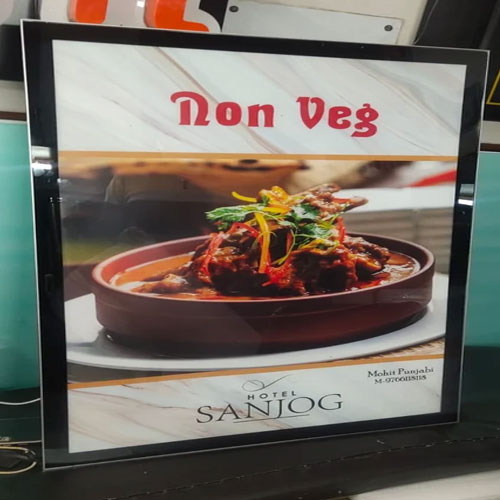 Non Veg
Mohit Punjabi
HOTEL
SANJOG